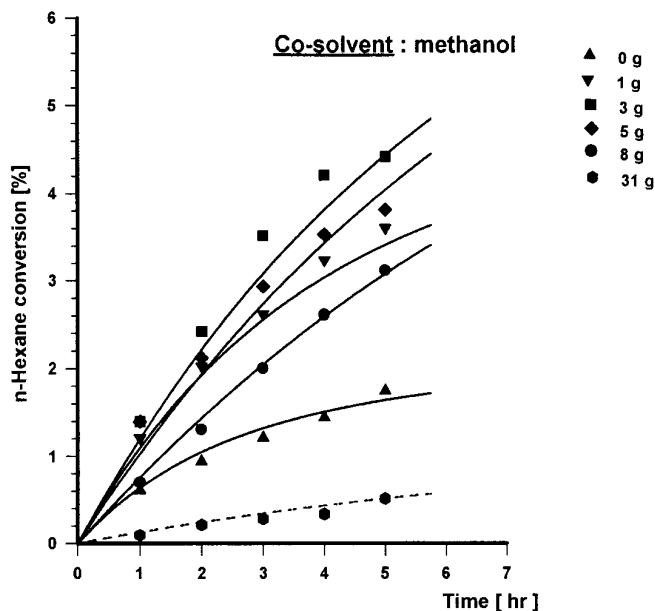 Co-solvent : methanol
0 g
1 g
3 g
5 g
8 g
31 g
n-Hexane conversion [%]
6
5
4
3
2
1
0
0 1 2 3 4 5 6 7
Time [ hr ]